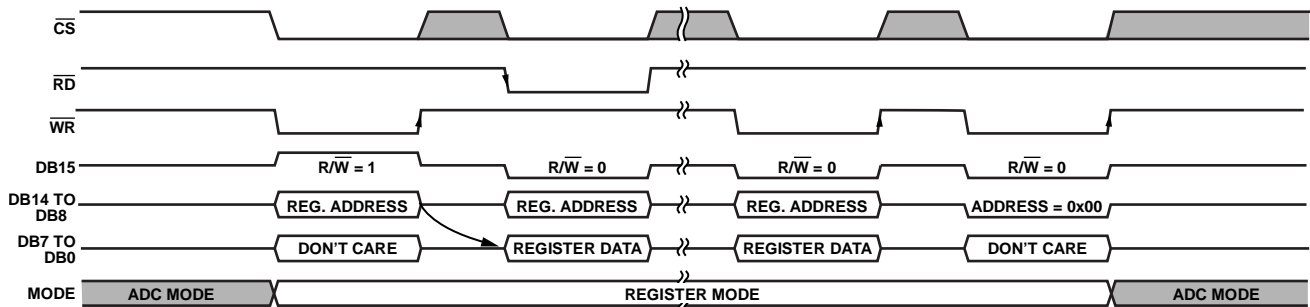 CS
RD
WR
DB15 R/W = 1 R/W = 0 R/W = 0 R/W = 0
DB14 TO DB8 REG. ADDRESS REG. ADDRESS REG. ADDRESS ADDRESS = 0x00
DB7 TO DB0 DON'T CARE REGISTER DATA REGISTER DATA DON'T CARE
MODE ADC MODE REGISTER MODE ADC MODE